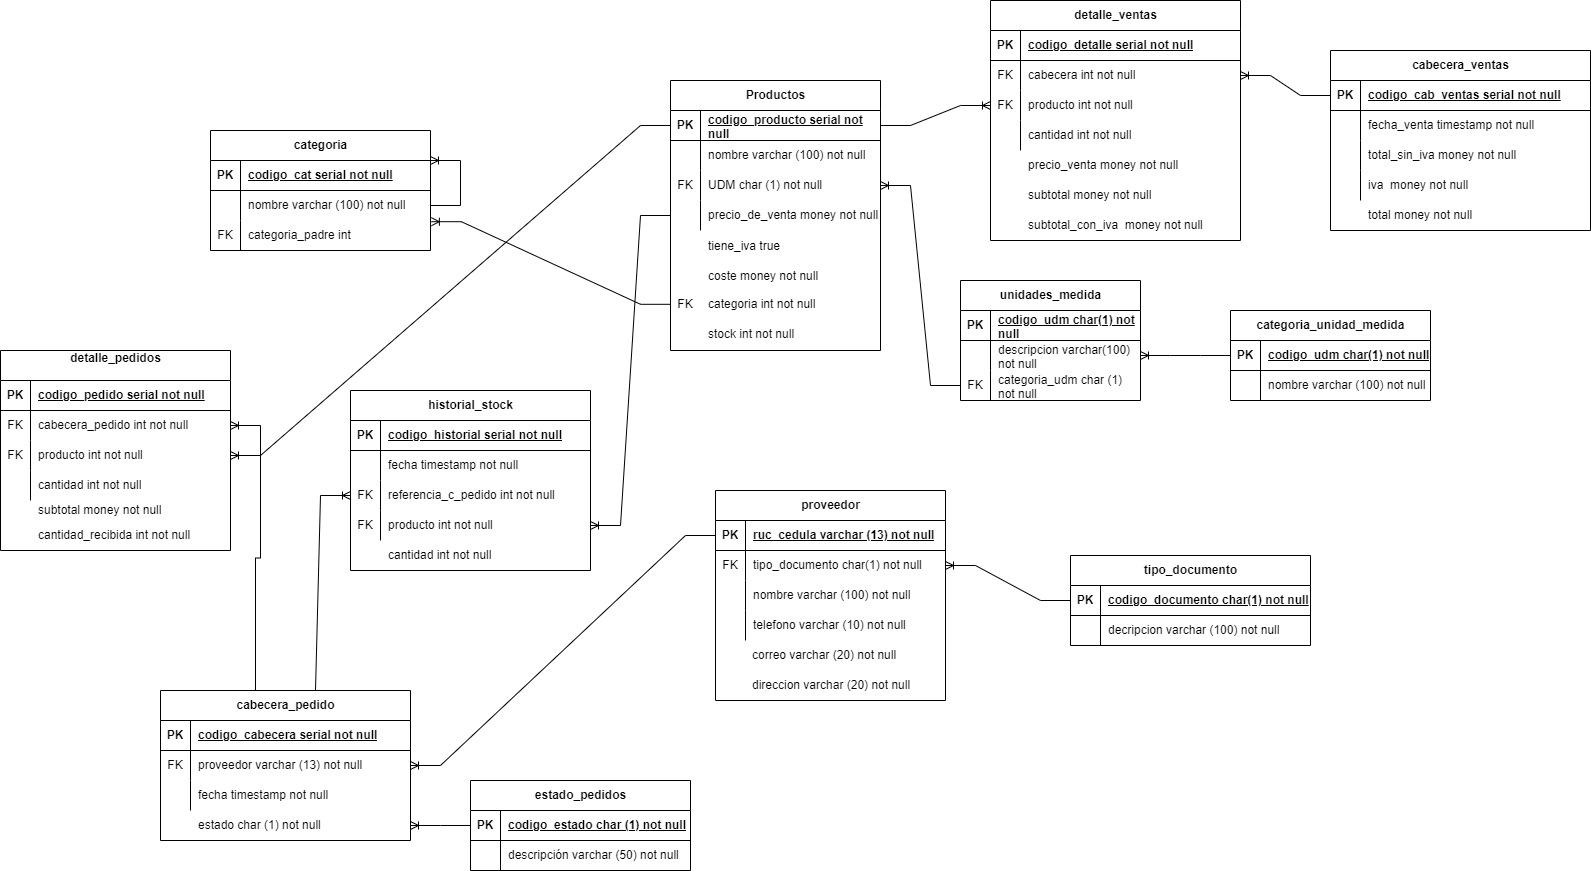 detalle_ventas
PK codigo_detalle serial not null
FK cabecera int not null
FK producto int not null
cantidad int not null
precio_venta money not null
subtotal money not null
subtotal_con_iva money not null
cabecera_ventas
PK codigo_cab_ventas serial not null
fecha_venta timestamp not null
total_sin_iva money not null
iva money not null
total money not null
Productos
PK codigo_producto serial not
null
nombre varchar (100) not null
FK UDM char (1) not null
precio_de_venta money not null
tiene_iva true
coste money not null
FK categoria int not null
stock int not null
categoria
PK codigo_cat serial not null
nombre varchar (100) not null
FK categoria_padre int
unidades_medida
PK codigo_udm char(1) not
null
descripcion varchar(100)
not null
FK categoria_udm char (1)
not null
categoria_unidad_medida
PK codigo_udm char(1) not null
nombre varchar (100) not null
detalle_pedidos
PK codigo_pedido serial not null
FK cabecera_pedido int not null
FK producto int not null
cantidad int not null
subtotal money not null
cantidad_recibida int not null
historial_stock
PK codigo_historial serial not null
fecha timestamp not null
FK referencia_c_pedido int not null
FK producto int not null
cantidad int not null
proveedor
PK ruc_cedula varchar (13) not null
FK tipo_documento char(1) not null
nombre varchar (100) not null
telefono varchar (10) not null
correo varchar (20) not null
direccion varchar (20) not null
tipo_documento
PK codigo_documento char(1) not null
decripcion varchar (100) not null
cabecera_pedido
PK codigo_cabecera serial not null
FK proveedor varchar (13) not null
fecha timestamp not null
estado char (1) not null
estado_pedidos
PK codigo_estado char (1) not null
descripción varchar (50) not null